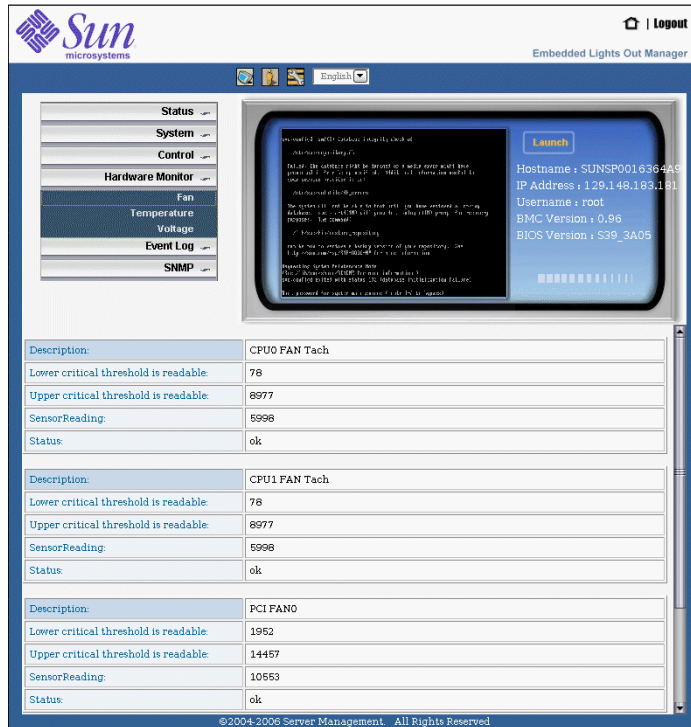 Sun
microsystems
| Logout
Embedded Lights Out Manager
English
Status
System
Control
Hardware Monitor
Fan
Temperature
Voltage
Event Log
SNMP
Launch
Hostname : SUNSP0016364A9
IP Address : 129.148.183.181
Username : root
BMC Version : 0.96
BIOS Version : S39_3A05
Description: CPU0 FAN Tach
Lower critical threshold is readable: 78
Upper critical threshold is readable: 8977
SensorReading: 5998
Status: ok
Description: CPU1 FAN Tach
Lower critical threshold is readable: 78
Upper critical threshold is readable: 8977
SensorReading: 5998
Status: ok
Description: PCI FAN0
Lower critical threshold is readable: 1952
Upper critical threshold is readable: 14457
SensorReading: 10553
Status: ok
©2004-2006 Server Management. All Rights Reserved